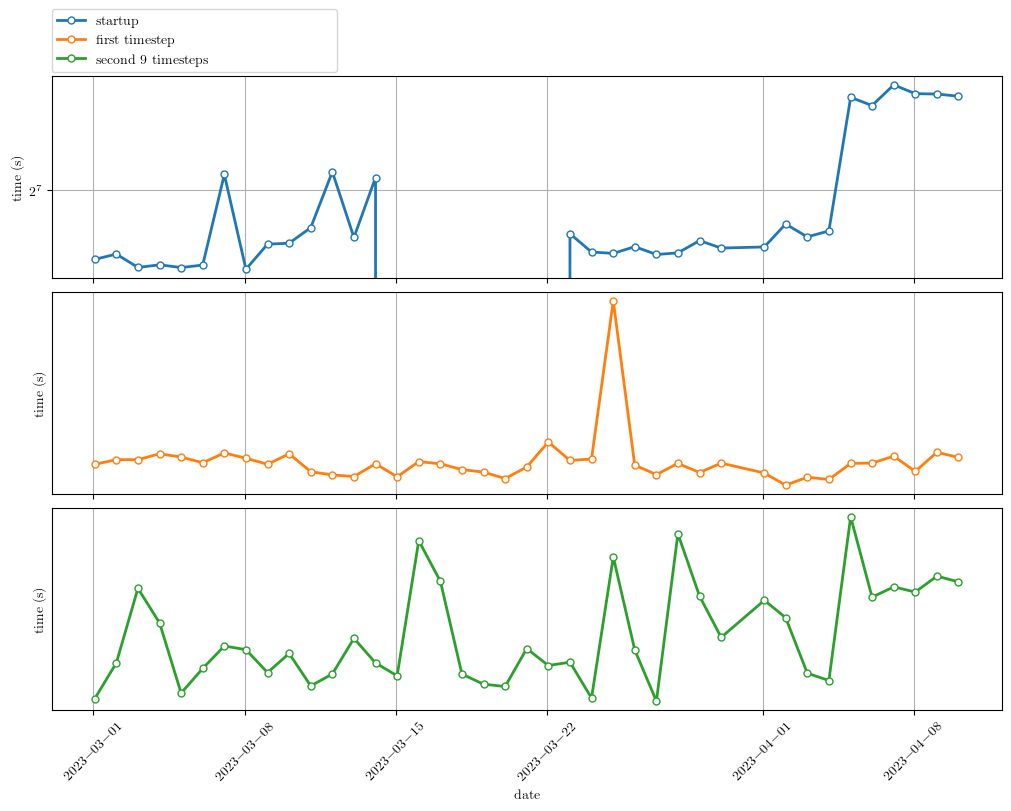 startup
first timestep
second 9 timesteps
time (s)
2⁷
time (s)
time (s)
2023−03−01
2023−03−08
2023−03−15
2023−03−22
2023−04−01
2023−04−08
date